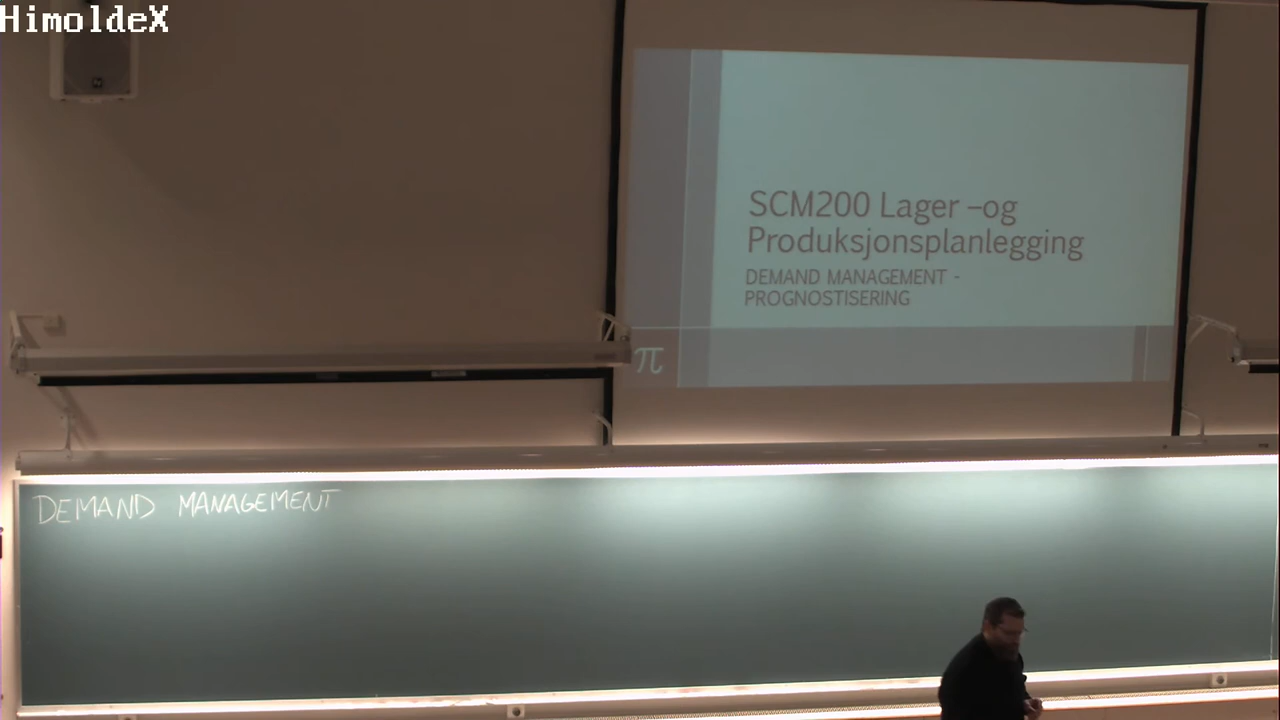 HimoldeX
SCM200 Lager –og
Produksjonsplanlegging
DEMAND MANAGEMENT -
PROGNOSTISERING
π
DEMAND MANAGEMENT